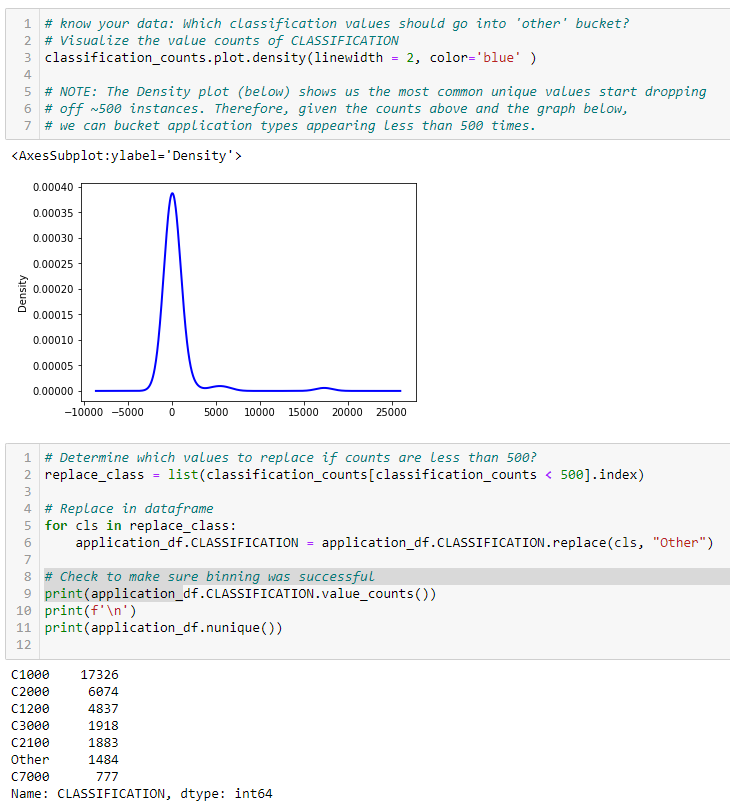 1 # know your data: Which classification values should go into 'other' bucket?
2 # Visualize the value counts of CLASSIFICATION
3 classification_counts.plot.density(linewidth = 2, color='blue' )
4
5 # NOTE: The Density plot (below) shows us the most common unique values start dropping
6 # off ~500 instances. Therefore, given the counts above and the graph below,
7 # we can bucket application types appearing less than 500 times.
<AxesSubplot:ylabel='Density'>
0.00040
0.00035
0.00030
0.00025
0.00020
0.00015
0.00010
0.00005
0.00000
Density
−10000 −5000 0 5000 10000 15000 20000 25000
1 # Determine which values to replace if counts are less than 500?
2 replace_class = list(classification_counts[classification_counts < 500].index)
3
4 # Replace in dataframe
5 for cls in replace_class:
6     application_df.CLASSIFICATION = application_df.CLASSIFICATION.replace(cls, "Other")
7
8 # Check to make sure binning was successful
9 print(application_df.CLASSIFICATION.value_counts())
10 print(f'\n')
11 print(application_df.nunique())
12
C1000    17326
C2000     6074
C1200     4837
C3000     1918
C2100     1883
Other     1484
C7000      777
Name: CLASSIFICATION, dtype: int64